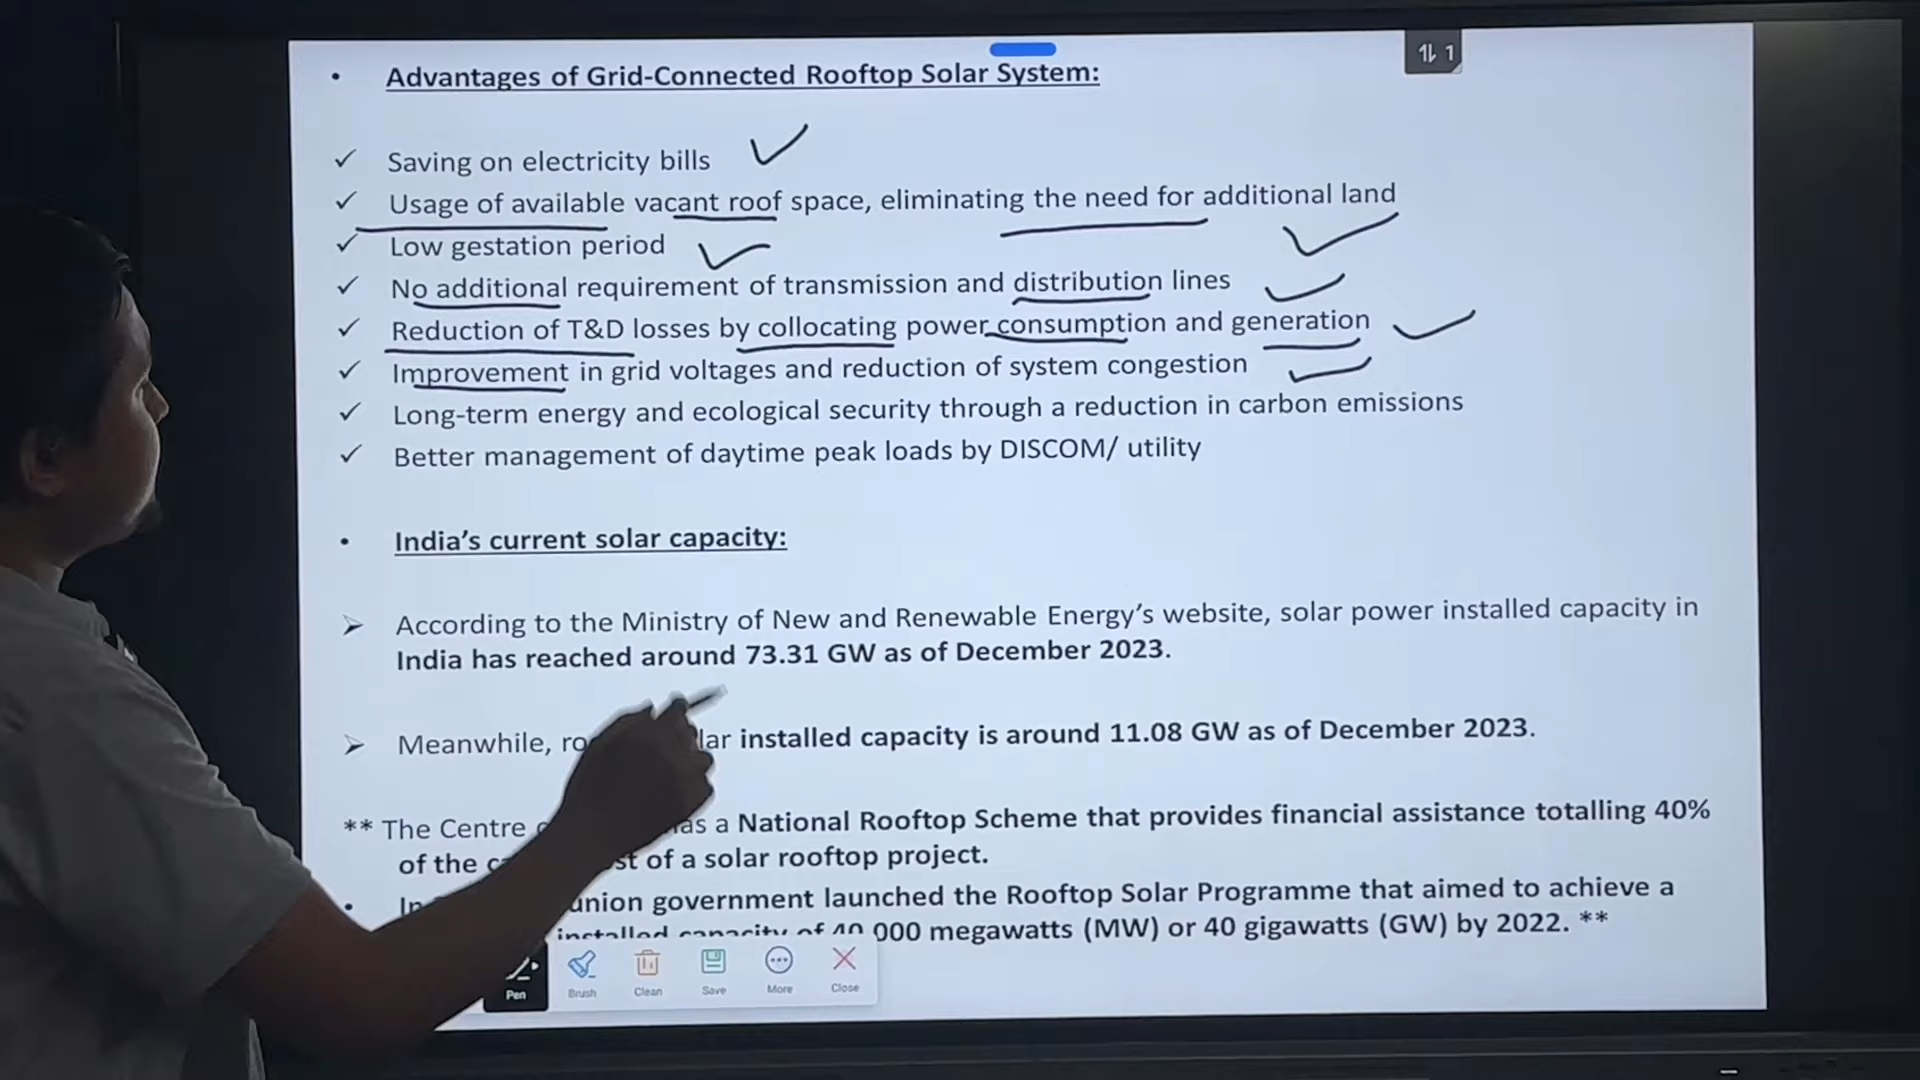 1
• Advantages of Grid-Connected Rooftop Solar System:
✓ Saving on electricity bills
✓ Usage of available vacant roof space, eliminating the need for additional land
✓ Low gestation period
✓ No additional requirement of transmission and distribution lines
✓ Reduction of T&D losses by collocating power consumption and generation
✓ Improvement in grid voltages and reduction of system congestion
✓ Long-term energy and ecological security through a reduction in carbon emissions
✓ Better management of daytime peak loads by DISCOM/ utility
• India's current solar capacity:
➢ According to the Ministry of New and Renewable Energy's website, solar power installed capacity in
India has reached around 73.31 GW as of December 2023.
➢ Meanwhile, installed capacity is around 11.08 GW as of December 2023.
** The Centre a National Rooftop Scheme that provides financial assistance totalling 40%
of the of a solar rooftop project.
• union government launched the Rooftop Solar Programme that aimed to achieve a
installed capacity of 40,000 megawatts (MW) or 40 gigawatts (GW) by 2022. **
Pen Brush Clean Save More Close